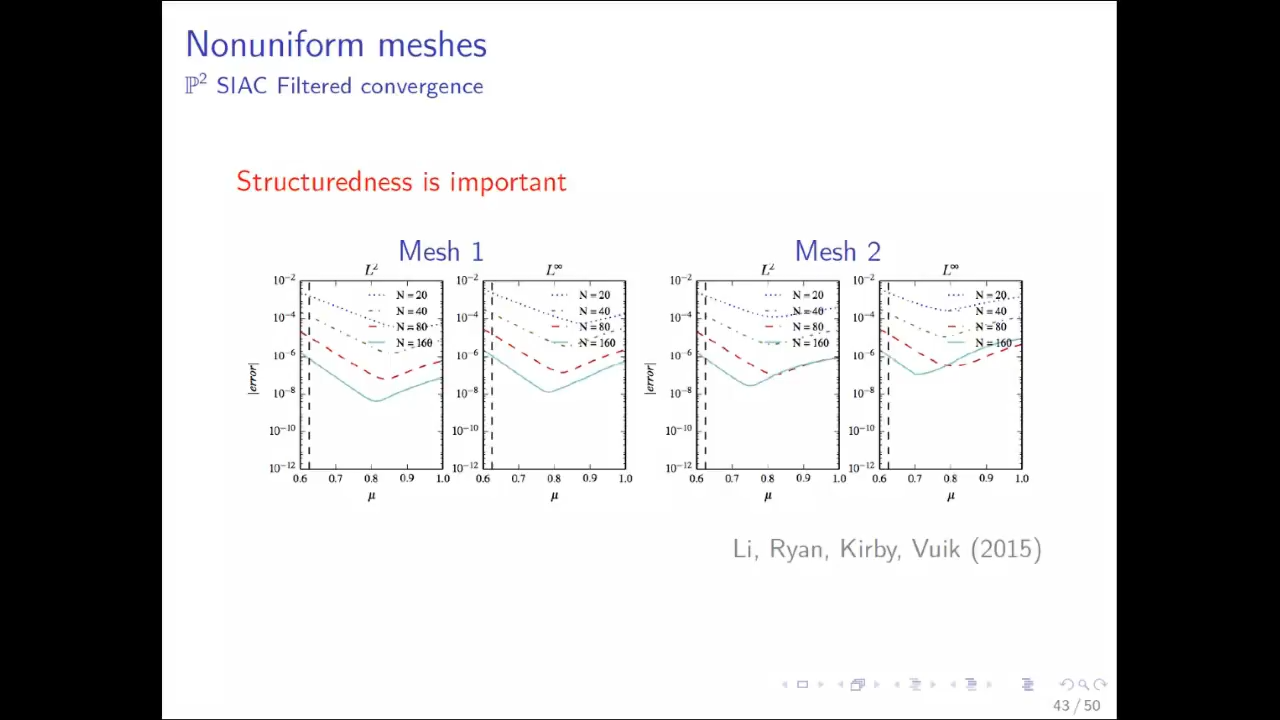 Nonuniform meshes
ℙ² SIAC Filtered convergence
Structuredness is important
Mesh 1
Mesh 2
L² L^∞ L² L^∞
N = 20 N = 20 N = 20 N = 20
N = 40 N = 40 N = 40 N = 40
N = 80 N = 80 N = 80 N = 80
N = 160 N = 160 N = 160 N = 160
10⁻² 10⁻² 10⁻² 10⁻²
10⁻⁴ 10⁻⁴ 10⁻⁴ 10⁻⁴
10⁻⁶ 10⁻⁶ 10⁻⁶ 10⁻⁶
|error| |error|
10⁻⁸ 10⁻⁸ 10⁻⁸ 10⁻⁸
10⁻¹⁰ 10⁻¹⁰ 10⁻¹⁰ 10⁻¹⁰
10⁻¹² 10⁻¹² 10⁻¹² 10⁻¹²
0.6 0.7 0.8 0.9 1.0 0.6 0.7 0.8 0.9 1.0 0.6 0.7 0.8 0.9 1.0 0.6 0.7 0.8 0.9 1.0
μ μ μ μ
Li, Ryan, Kirby, Vuik (2015)
43 / 50